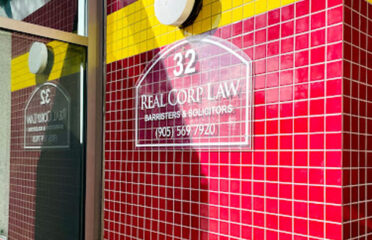 32
REAL CORP LAW
BARRISTERS & SOLICITORS
(905) 569 7920